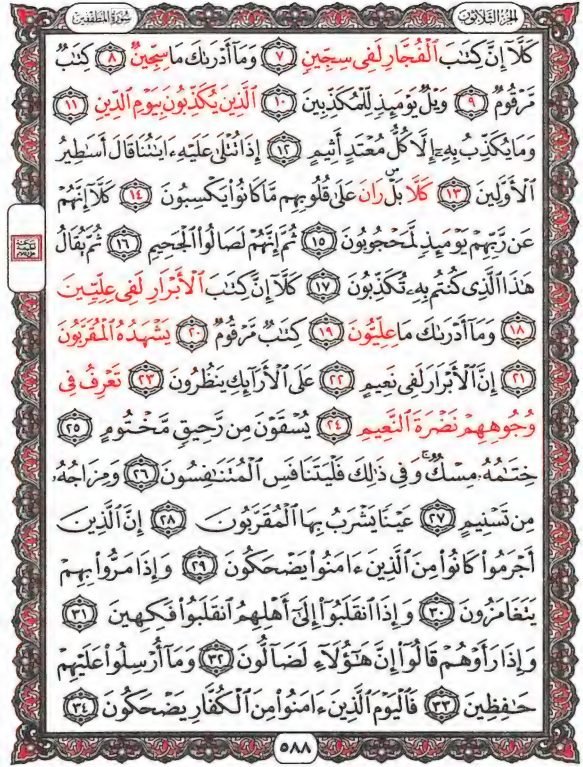 الجزء الثلاثون
سورة المطففين
كَلَّآ إِنَّ كِتَٰبَ ٱلْفُجَّارِ لَفِى سِجِّينٍ ٧ وَمَآ أَدْرَىٰكَ مَا سِجِّينٌ ٨ كِتَٰبٌ
مَّرْقُومٌ ٩ وَيْلٌ يَوْمَئِذٍ لِّلْمُكَذِّبِينَ ١٠ ٱلَّذِينَ يُكَذِّبُونَ بِيَوْمِ ٱلدِّينِ ١١
وَمَا يُكَذِّبُ بِهِۦٓ إِلَّا كُلُّ مُعْتَدٍ أَثِيمٍ ١٢ إِذَا تُتْلَىٰ عَلَيْهِ ءَايَٰتُنَا قَالَ أَسَٰطِيرُ
ٱلْأَوَّلِينَ ١٣ كَلَّا بَلْ رَانَ عَلَىٰ قُلُوبِهِم مَّا كَانُوا۟ يَكْسِبُونَ ١٤ كَلَّآ إِنَّهُمْ
عَن رَّبِّهِمْ يَوْمَئِذٍ لَّمَحْجُوبُونَ ١٥ ثُمَّ إِنَّهُمْ لَصَالُوا۟ ٱلْجَحِيمِ ١٦ ثُمَّ يُقَالُ
هَٰذَا ٱلَّذِى كُنتُم بِهِۦ تُكَذِّبُونَ ١٧ كَلَّآ إِنَّ كِتَٰبَ ٱلْأَبْرَارِ لَفِى عِلِّيِّينَ
١٨ وَمَآ أَدْرَىٰكَ مَا عِلِّيُّونَ ١٩ كِتَٰبٌ مَّرْقُومٌ ٢٠ يَشْهَدُهُ ٱلْمُقَرَّبُونَ
٢١ إِنَّ ٱلْأَبْرَارَ لَفِى نَعِيمٍ ٢٢ عَلَى ٱلْأَرَآئِكِ يَنظُرُونَ ٢٣ تَعْرِفُ فِى
وُجُوهِهِمْ نَضْرَةَ ٱلنَّعِيمِ ٢٤ يُسْقَوْنَ مِن رَّحِيقٍ مَّخْتُومٍ ٢٥
خِتَٰمُهُۥ مِسْكٌ ۚ وَفِى ذَٰلِكَ فَلْيَتَنَافَسِ ٱلْمُتَنَٰفِسُونَ ٢٦ وَمِزَاجُهُۥ
مِن تَسْنِيمٍ ٢٧ عَيْنًا يَشْرَبُ بِهَا ٱلْمُقَرَّبُونَ ٢٨ إِنَّ ٱلَّذِينَ
أَجْرَمُوا۟ كَانُوا۟ مِنَ ٱلَّذِينَ ءَامَنُوا۟ يَضْحَكُونَ ٢٩ وَإِذَا مَرُّوا۟ بِهِمْ
يَتَغَامَزُونَ ٣٠ وَإِذَا ٱنقَلَبُوٓا۟ إِلَىٰٓ أَهْلِهِمُ ٱنقَلَبُوا۟ فَكِهِينَ ٣١
وَإِذَا رَأَوْهُمْ قَالُوٓا۟ إِنَّ هَٰٓؤُلَآءِ لَضَآلُّونَ ٣٢ وَمَآ أُرْسِلُوا۟ عَلَيْهِمْ
حَٰفِظِينَ ٣٣ فَٱلْيَوْمَ ٱلَّذِينَ ءَامَنُوا۟ مِنَ ٱلْكُفَّارِ يَضْحَكُونَ ٣٤
٥٨٨